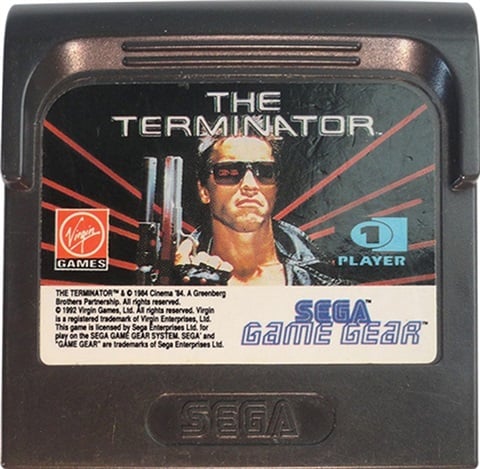 THE
TERMINATOR™
Virgin
GAMES
1
PLAYER
THE TERMINATOR™ & © 1984 Cinema '84. A Greenberg
Brothers Partnership. All rights reserved.
© 1992 Virgin Games, Ltd. All rights reserved. Virgin
is a registered trademark of Virgin Enterprises Ltd.
This game is licensed by Sega Enterprises Ltd. for
play on the SEGA GAME GEAR SYSTEM. SEGA' and
"GAME GEAR" are trademarks of Sega Enterprises Ltd.
SEGA™
GAME GEAR™
SEGA